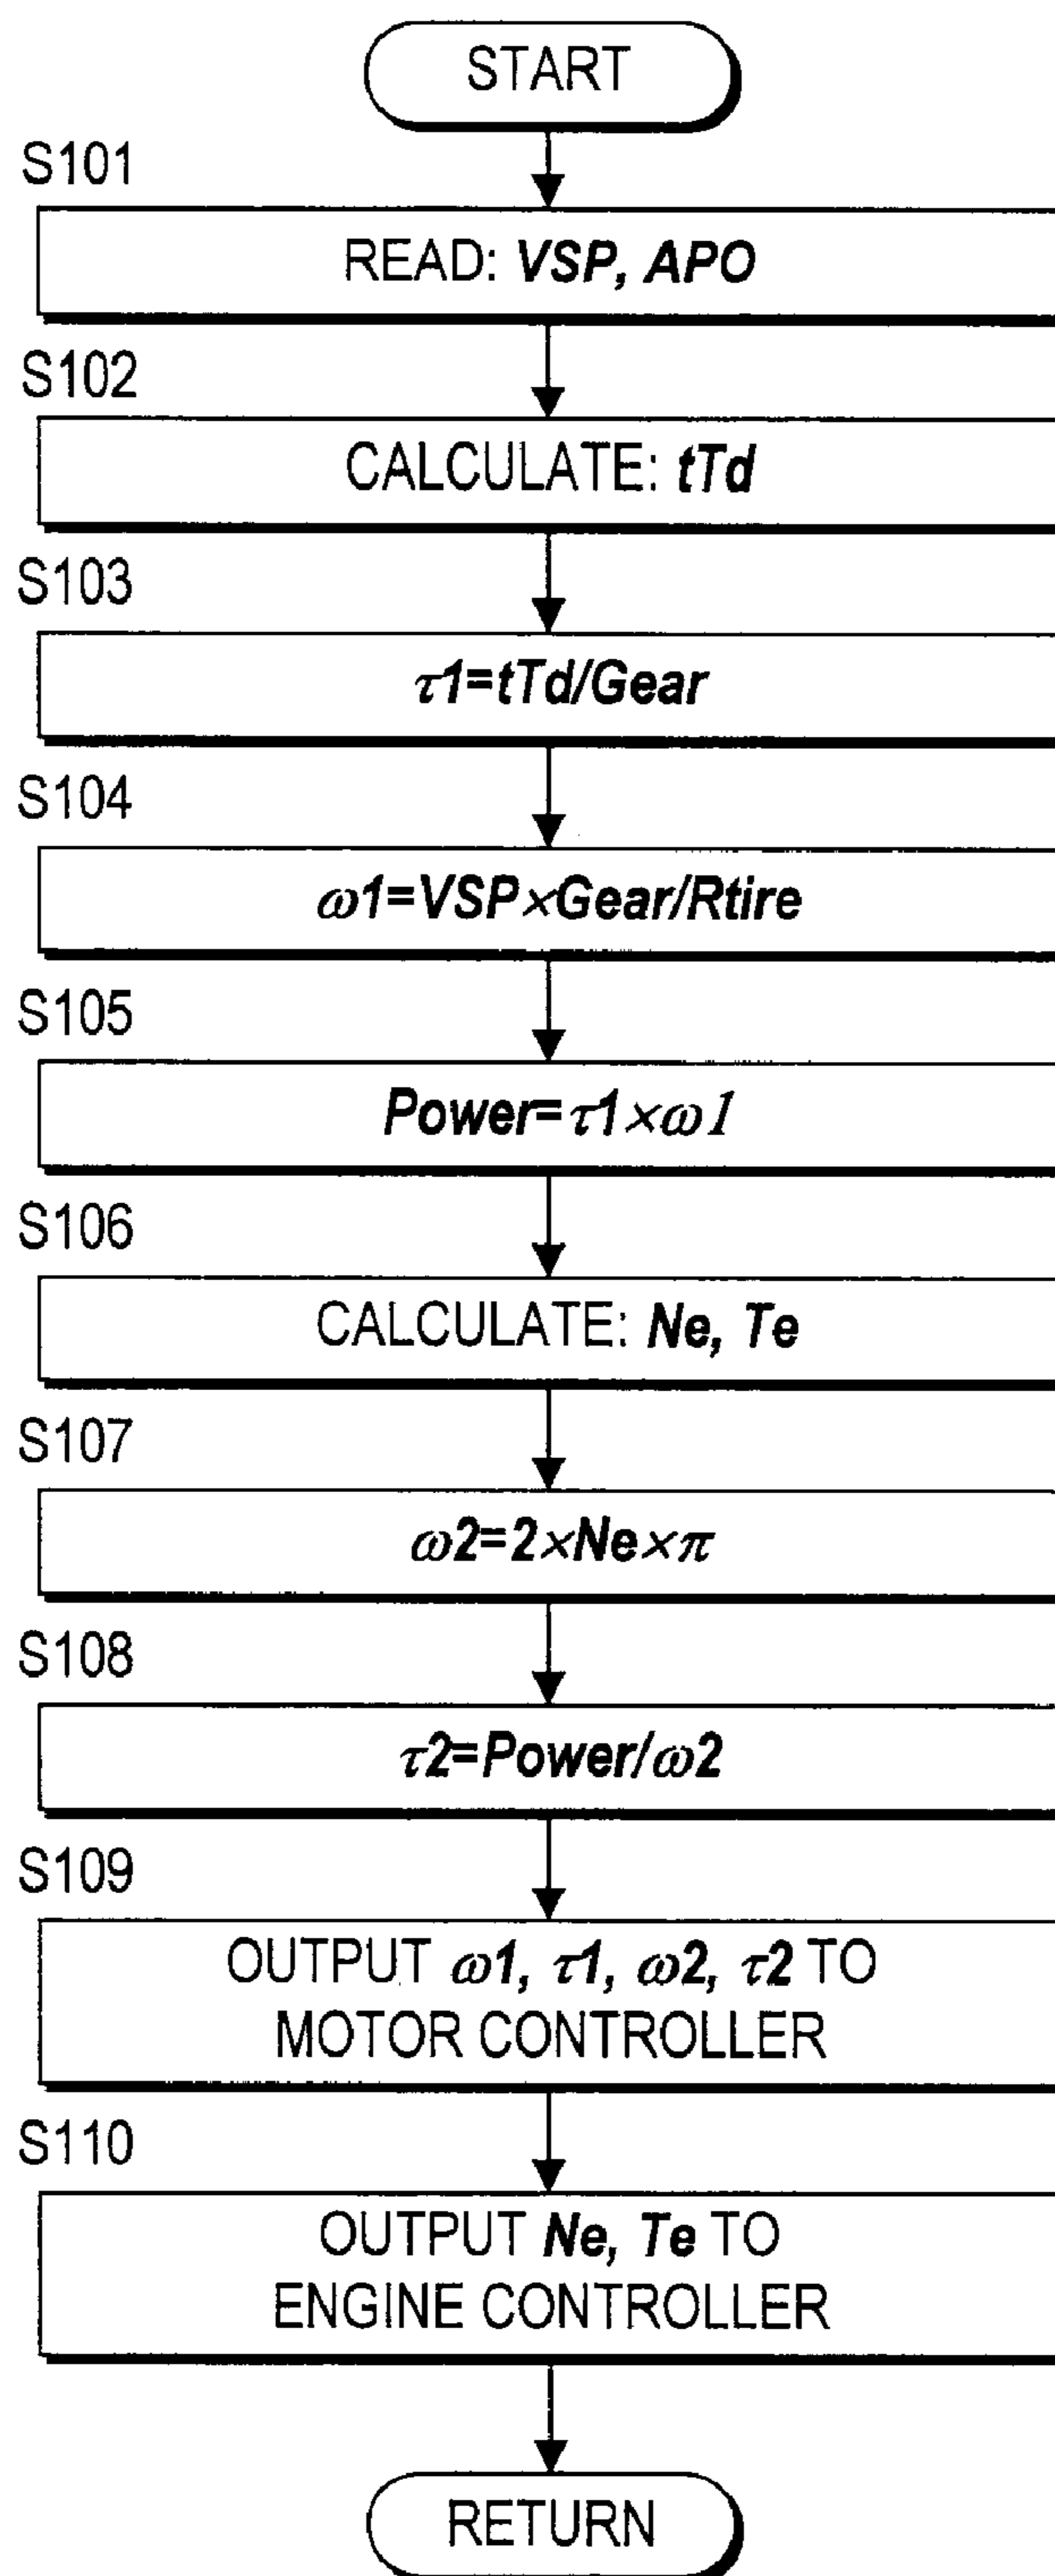 START
S101
READ: VSP, APO
S102
CALCULATE: tTd
S103
τ1=tTd/Gear
S104
ω1=VSP×Gear/Rtire
S105
Power=τ1×ω1
S106
CALCULATE: Ne, Te
S107
ω2=2×Ne×π
S108
τ2=Power/ω2
S109
OUTPUT ω1, τ1, ω2, τ2 TO
MOTOR CONTROLLER
S110
OUTPUT Ne, Te TO
ENGINE CONTROLLER
RETURN